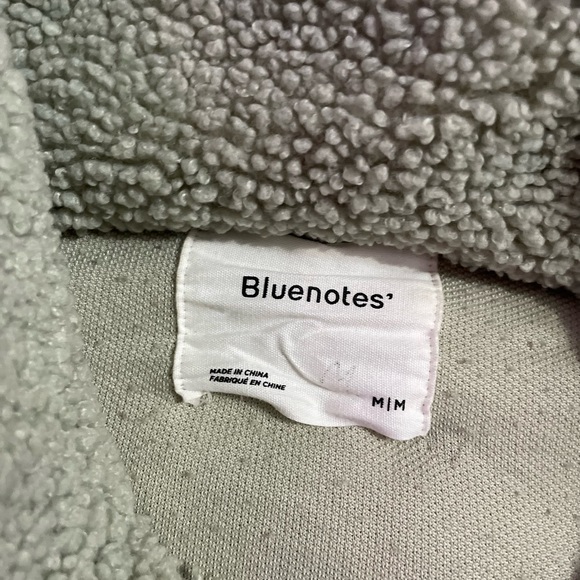 Bluenotes'
MADE IN CHINA
FABRIQUÉ EN CHINE
M|M